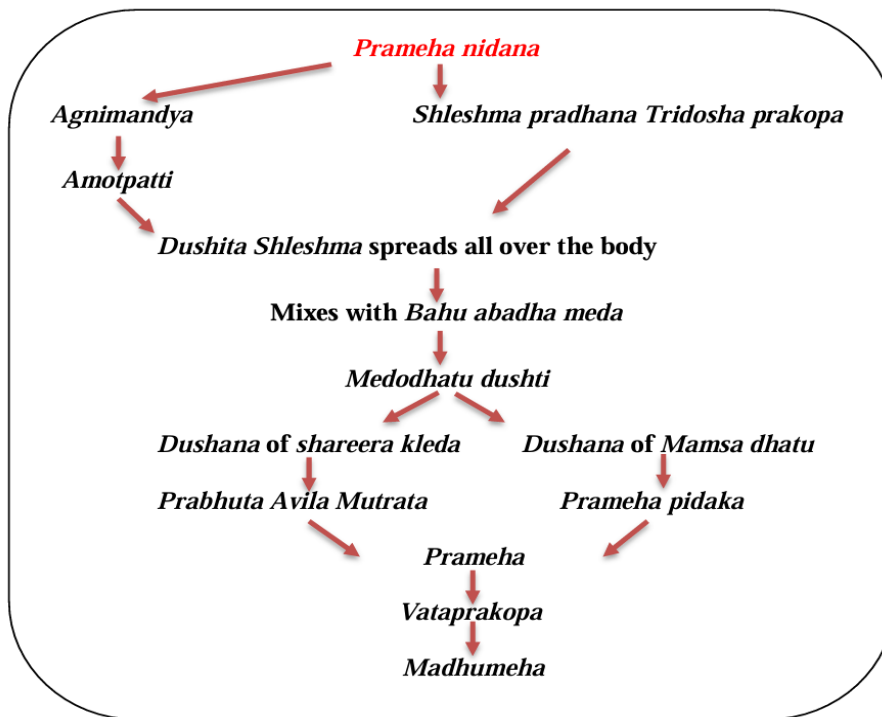 Prameha nidana
Agnimandya
Shleshma pradhana Tridosha prakopa
Amotpatti
Dushita Shleshma spreads all over the body
Mixes with Bahu abadha meda
Medodhatu dushti
Dushana of shareera kleda
Dushana of Mamsa dhatu
Prabhuta Avila Mutrata
Prameha pidaka
Prameha
Vataprakopa
Madhumeha